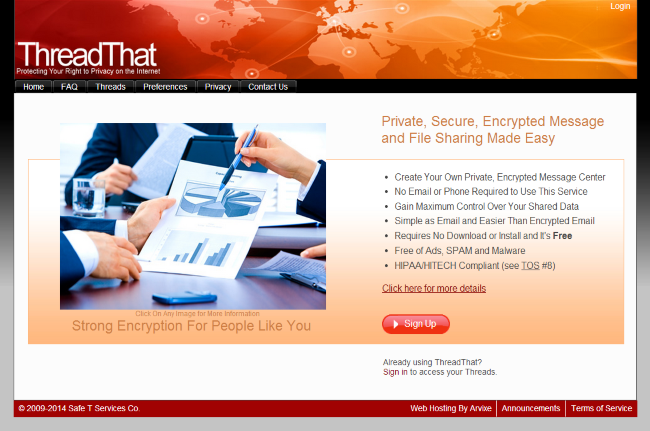 Login
ThreadThat
Protecting Your Right to Privacy on the Internet
Home FAQ Threads Preferences Privacy Contact Us
Private, Secure, Encrypted Message
and File Sharing Made Easy
Create Your Own Private, Encrypted Message Center
No Email or Phone Required to Use This Service
Gain Maximum Control Over Your Shared Data
Simple as Email and Easier Than Encrypted Email
Requires No Download or Install and It's Free
Free of Ads, SPAM and Malware
HIPAA/HITECH Compliant (see TOS #8)
Click here for more details
Click On Any Image for More Information
Strong Encryption For People Like You
Sign Up
Already using ThreadThat?
Sign in to access your Threads.
© 2009-2014 Safe T Services Co.
Web Hosting By Arvixe Announcements Terms of Service